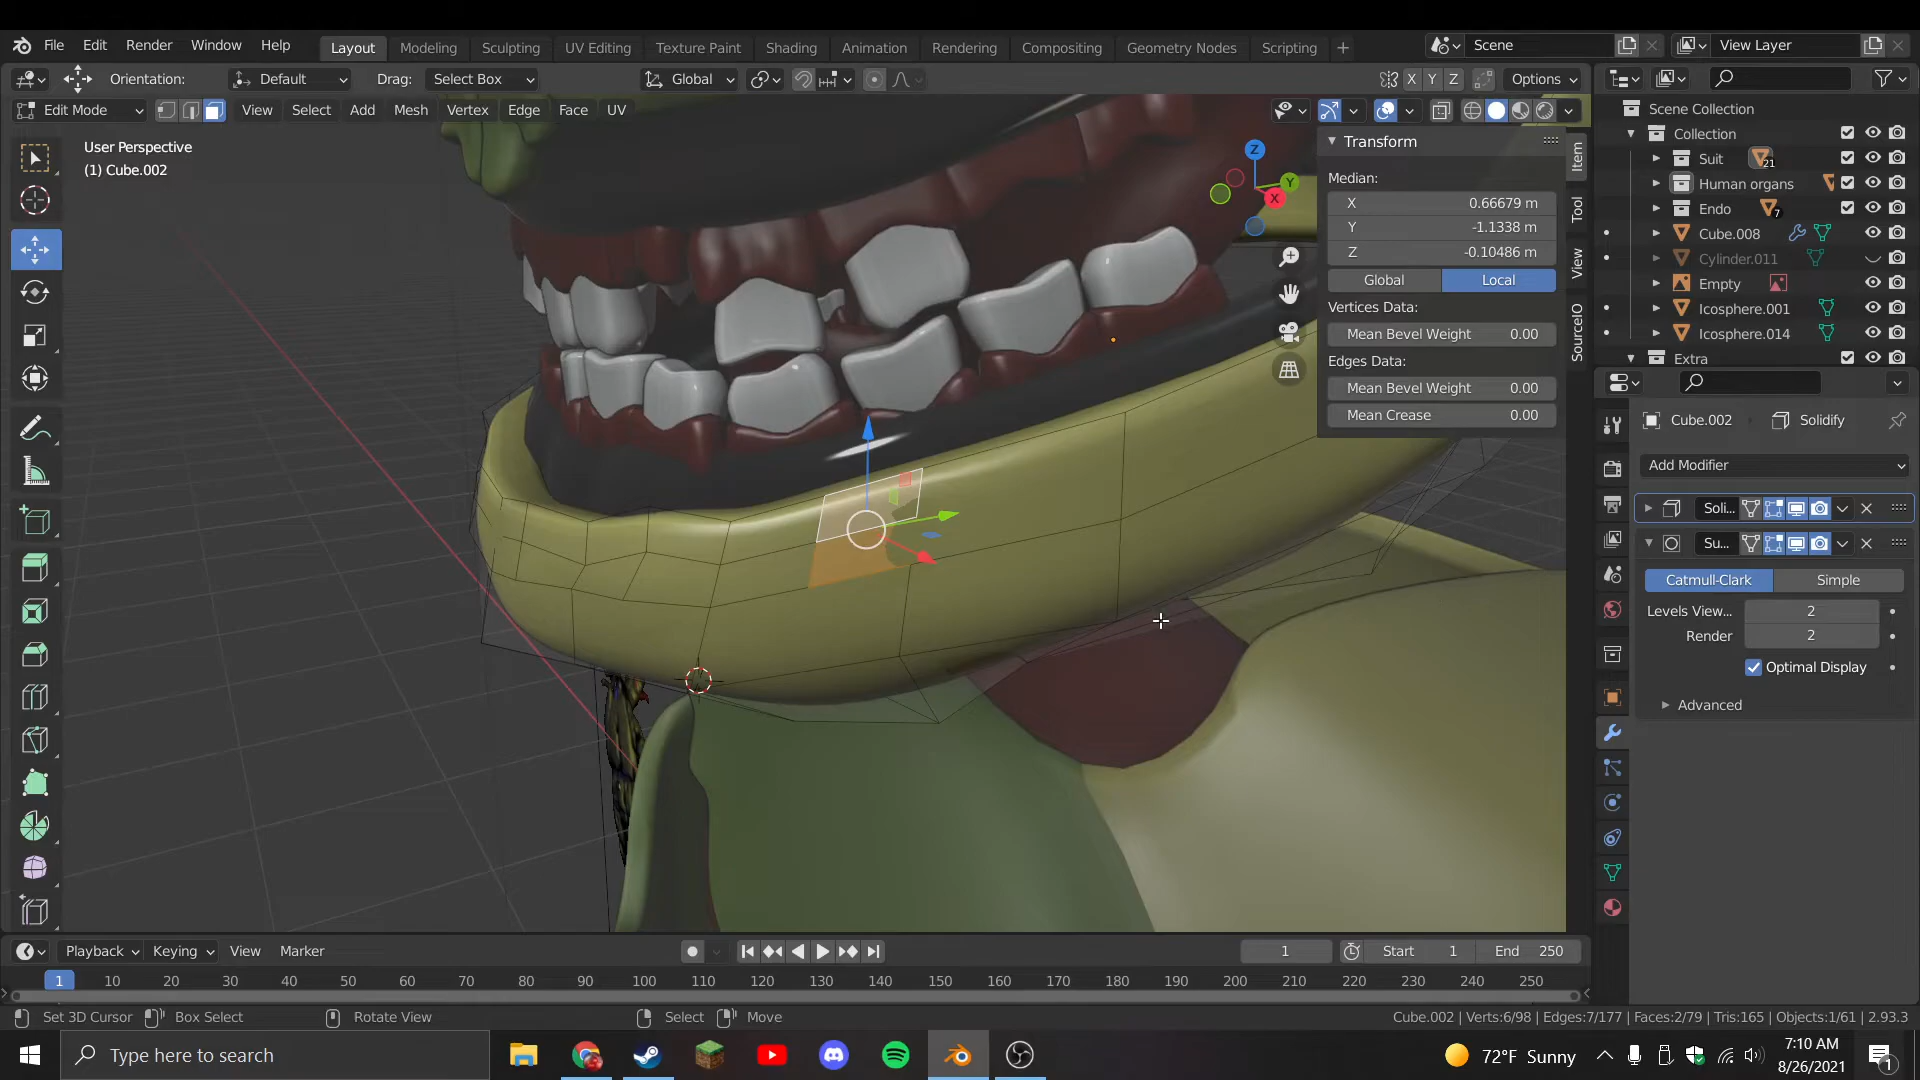 File Edit Render Window Help Layout Modeling Sculpting UV Editing Texture Paint Shading Animation Rendering Compositing Geometry Nodes Scripting + Scene View Layer
Orientation: Default Drag: Select Box Global X Y Z Options
Edit Mode View Select Add Mesh Vertex Edge Face UV
Scene Collection
Collection
Suit 21
Human organs
Endo 7
Cube.008
Cylinder.011
Empty
Icosphere.001
Icosphere.014
Extra
User Perspective
(1) Cube.002
Z
Y
X
Transform
Median:
X 0.66679 m
Y -1.1338 m
Z -0.10486 m
Global Local
Vertices Data:
Mean Bevel Weight 0.00
Edges Data:
Mean Bevel Weight 0.00
Mean Crease 0.00
Item
Tool
View
SourceIO
Cube.002 Solidify
Add Modifier
Soli...
Su...
Catmull-Clark Simple
Levels View... 2
Render 2
Optimal Display
Advanced
Playback Keying View Marker 1 Start 1 End 250
1 10 20 30 40 50 60 70 80 90 100 110 120 130 140 150 160 170 180 190 200 210 220 230 240 250
Set 3D Cursor Box Select Rotate View Select Move Cube.002 | Verts:6/98 | Edges:7/177 | Faces:2/79 | Tris:165 | Objects:1/61 | 2.93.3
Type here to search
72°F Sunny
7:10 AM
8/26/2021
1